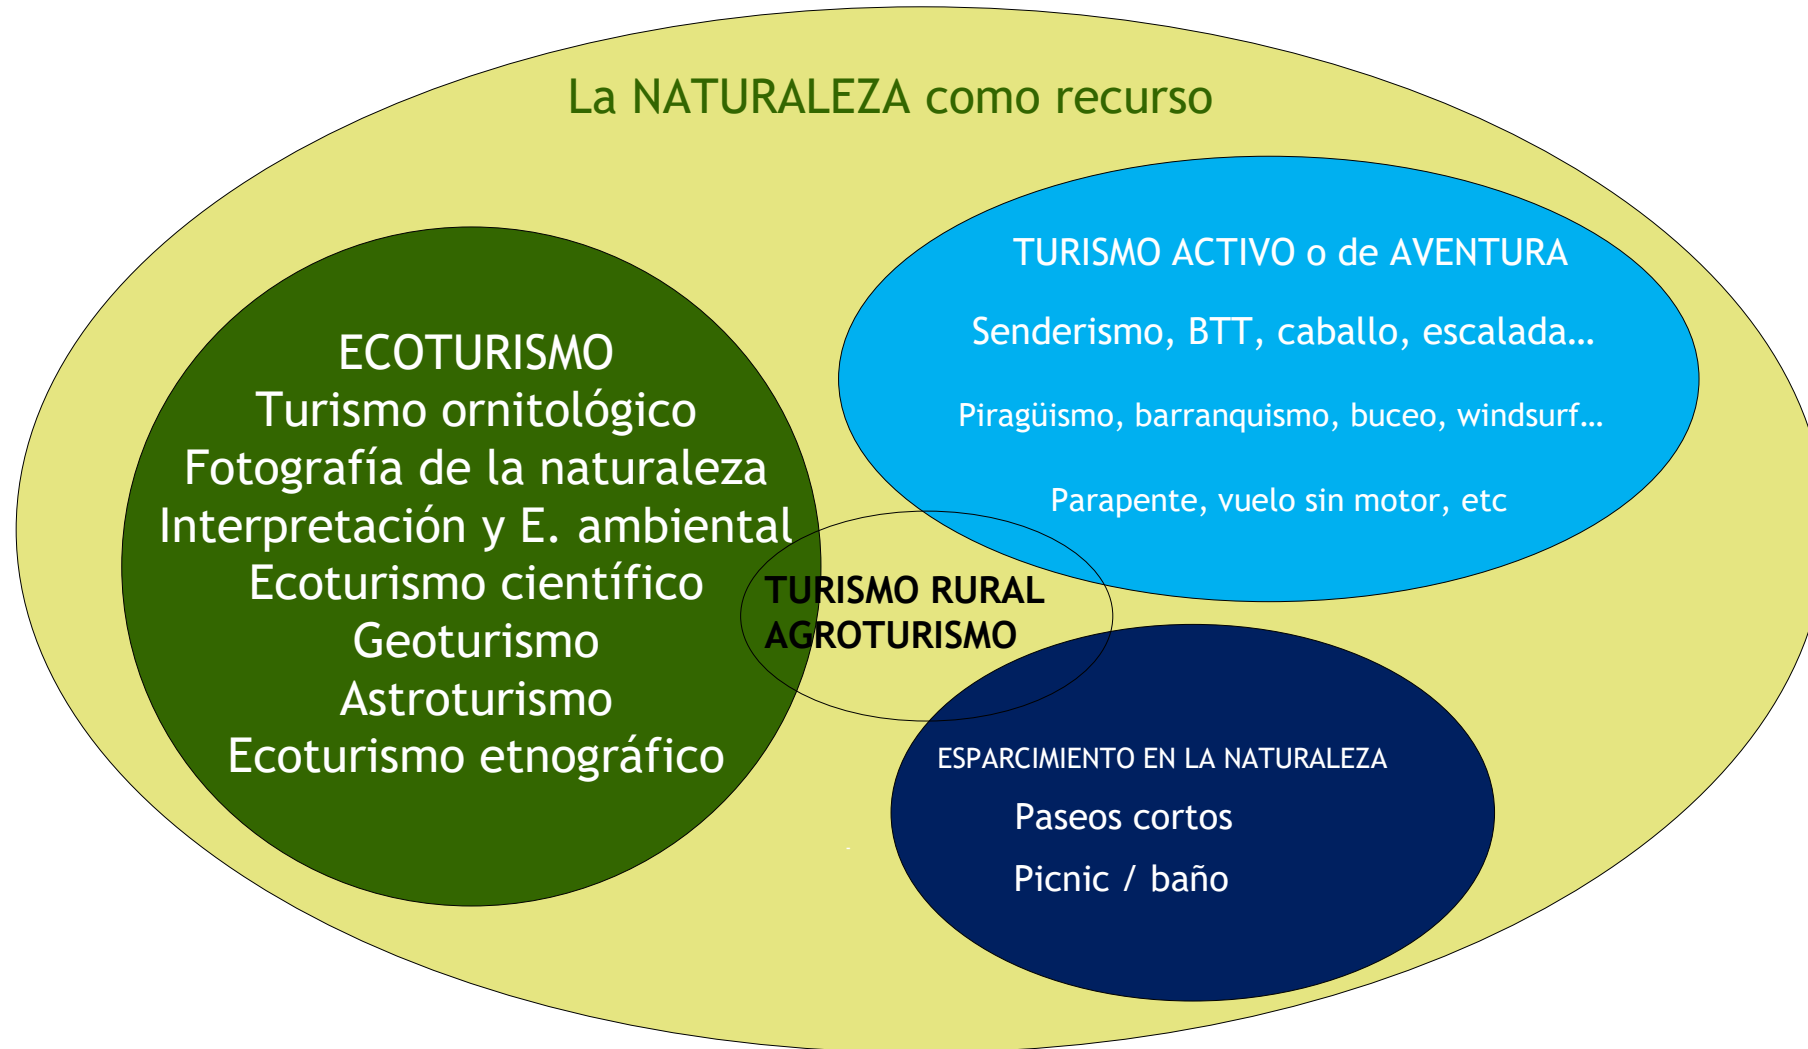 La NATURALEZA como recurso
ECOTURISMO
Turismo ornitológico
Fotografía de la naturaleza
Interpretación y E. ambiental
Ecoturismo científico
Geoturismo
Astroturismo
Ecoturismo etnográfico
TURISMO ACTIVO o de AVENTURA
Senderismo, BTT, caballo, escalada…
Piragüismo, barranquismo, buceo, windsurf…
Parapente, vuelo sin motor, etc
TURISMO RURAL
AGROTURISMO
ESPARCIMIENTO EN LA NATURALEZA
Paseos cortos
Picnic / baño